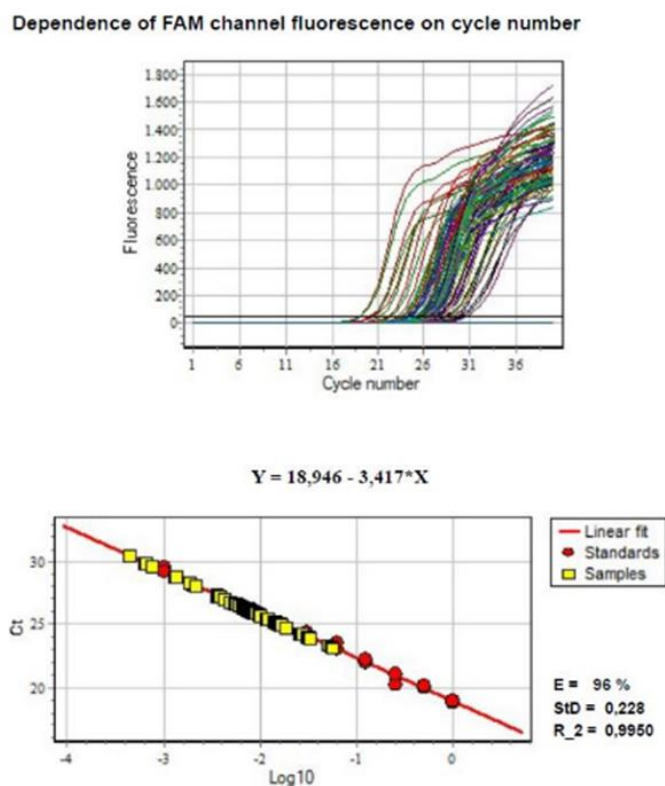 Dependence of FAM channel fluorescence on cycle number
1.800
1.600
1.400
1.200
1.000
800
600
400
200
0
Fluorescence
1 6 11 16 21 26 31 36
Cycle number
Y = 18,946 - 3,417*X
30
25
20
Ct
-4 -3 -2 -1 0
Log10
Linear fit
Standards
Samples
E = 96 %
StD = 0,228
R_2 = 0,9950